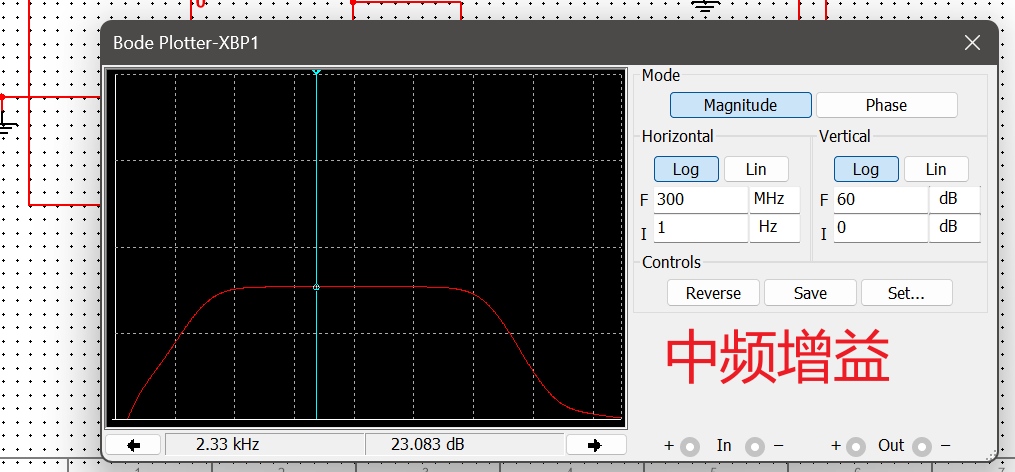 0
Bode Plotter-XBP1
Mode
Magnitude Phase
Horizontal Vertical
Log Lin Log Lin
F 300 MHz F 60 dB
I 1 Hz I 0 dB
Controls
Reverse Save Set...
中频增益
2.33 kHz 23.083 dB
+ In − + Out −